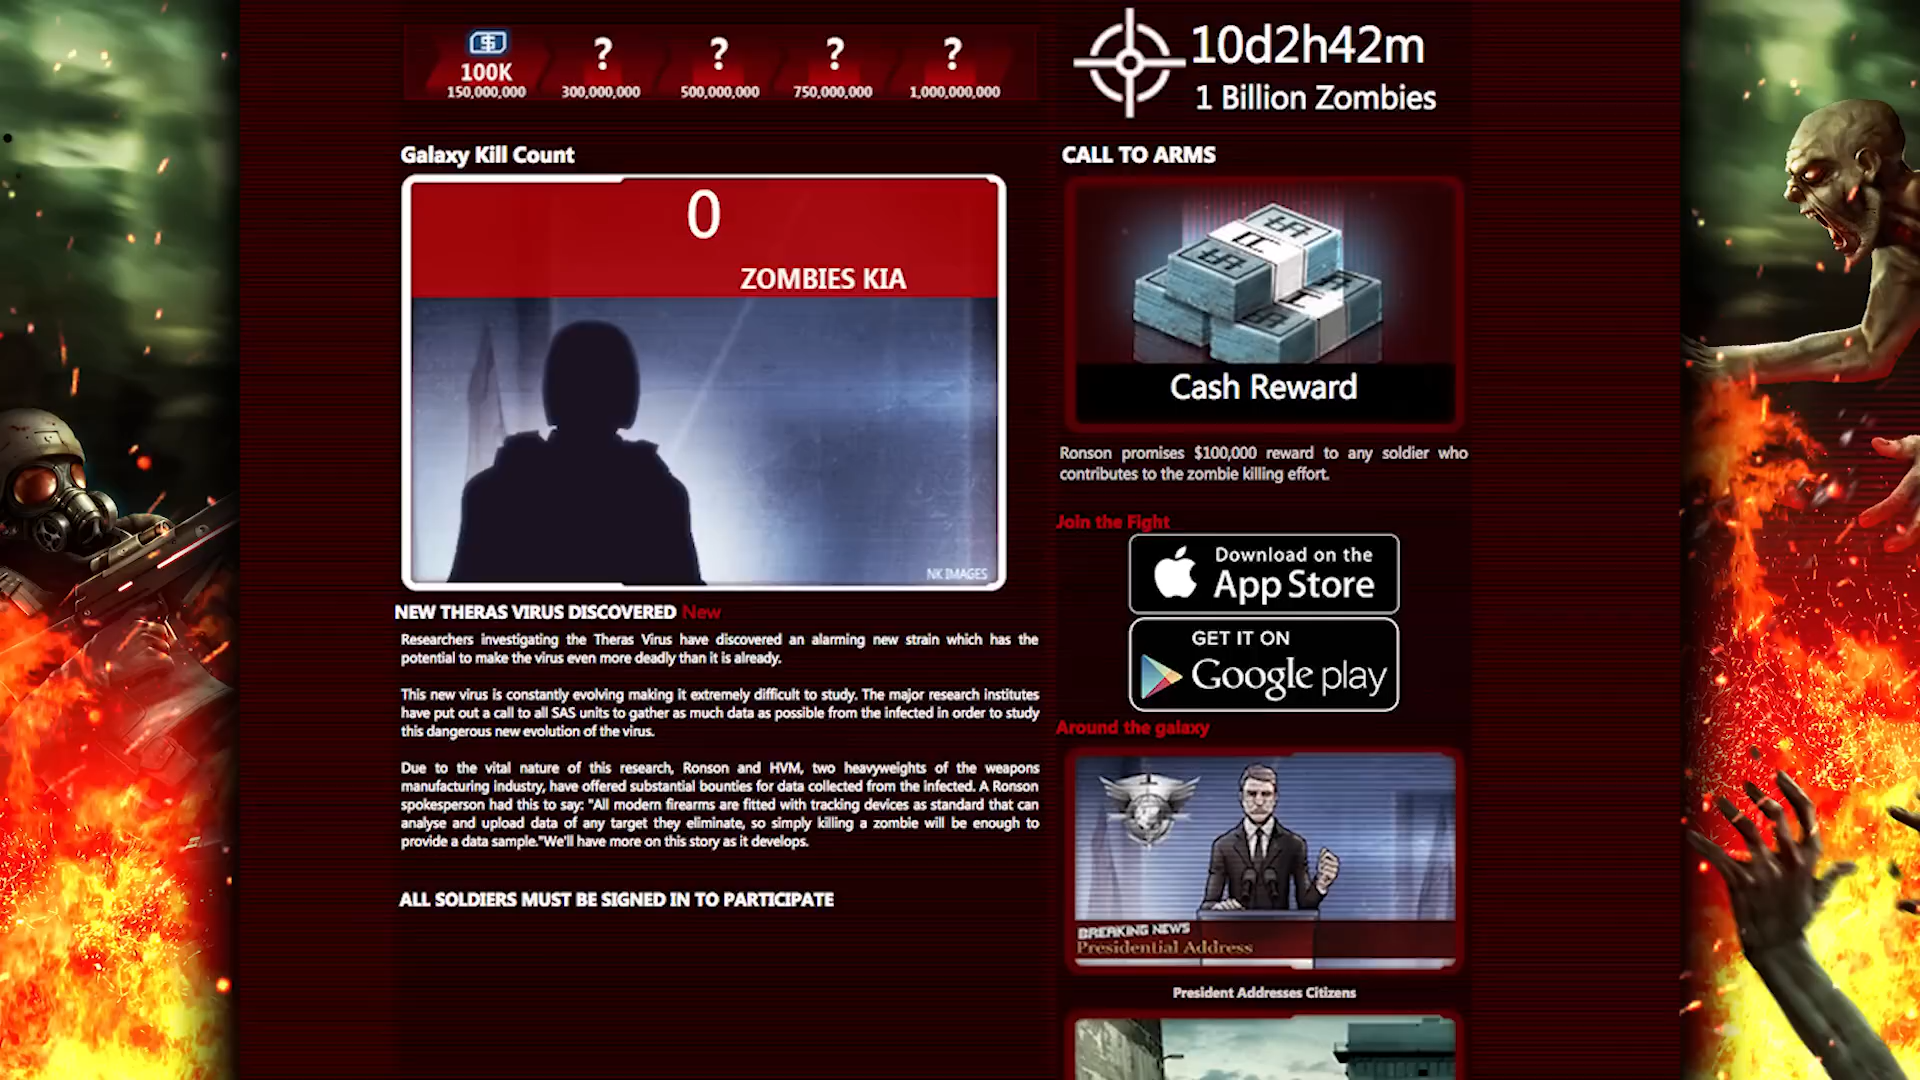 100K
? ? ? ?
150,000,000 300,000,000 500,000,000 750,000,000 1,000,000,000
10d2h42m
1 Billion Zombies
Galaxy Kill Count
0
ZOMBIES KIA
NK IMAGES
NEW THERAS VIRUS DISCOVERED New
Researchers investigating the Theras Virus have discovered an alarming new strain which has the
potential to make the virus even more deadly than it is already.
This new virus is constantly evolving making it extremely difficult to study. The major research institutes
have put out a call to all SAS units to gather as much data as possible from the infected in order to study
this dangerous new evolution of the virus.
Due to the vital nature of this research, Ronson and HVM, two heavyweights of the weapons
manufacturing industry, have offered substantial bounties for data collected from the infected. A Ronson
spokesperson had this to say: "All modern firearms are fitted with tracking devices as standard that can
analyse and upload data of any target they eliminate, so simply killing a zombie will be enough to
provide a data sample."We'll have more on this story as it develops.
ALL SOLDIERS MUST BE SIGNED IN TO PARTICIPATE
CALL TO ARMS
Cash Reward
Ronson promises $100,000 reward to any soldier who
contributes to the zombie killing effort.
Join the Fight
Download on the
App Store
GET IT ON
Google play
Around the galaxy
BREAKING NEWS
Presidential Address
President Addresses Citizens